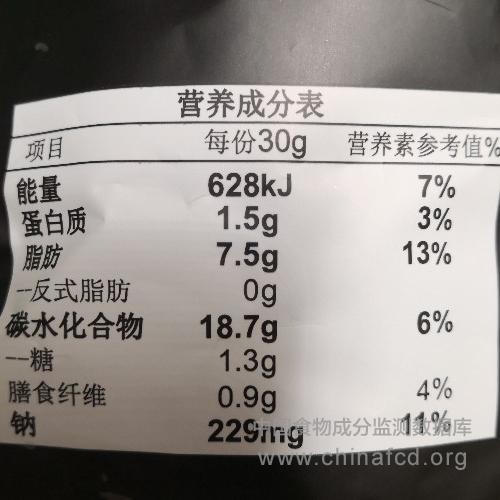 营养成分表
项目 每份30g 营养素参考值%
能量 628kJ 7%
蛋白质 1.5g 3%
脂肪 7.5g 13%
--反式脂肪 0g
碳水化合物 18.7g 6%
--糖 1.3g
膳食纤维 0.9g 4%
钠 229mg 11%
中国食物成分监测数据库
www.chinafcd.org